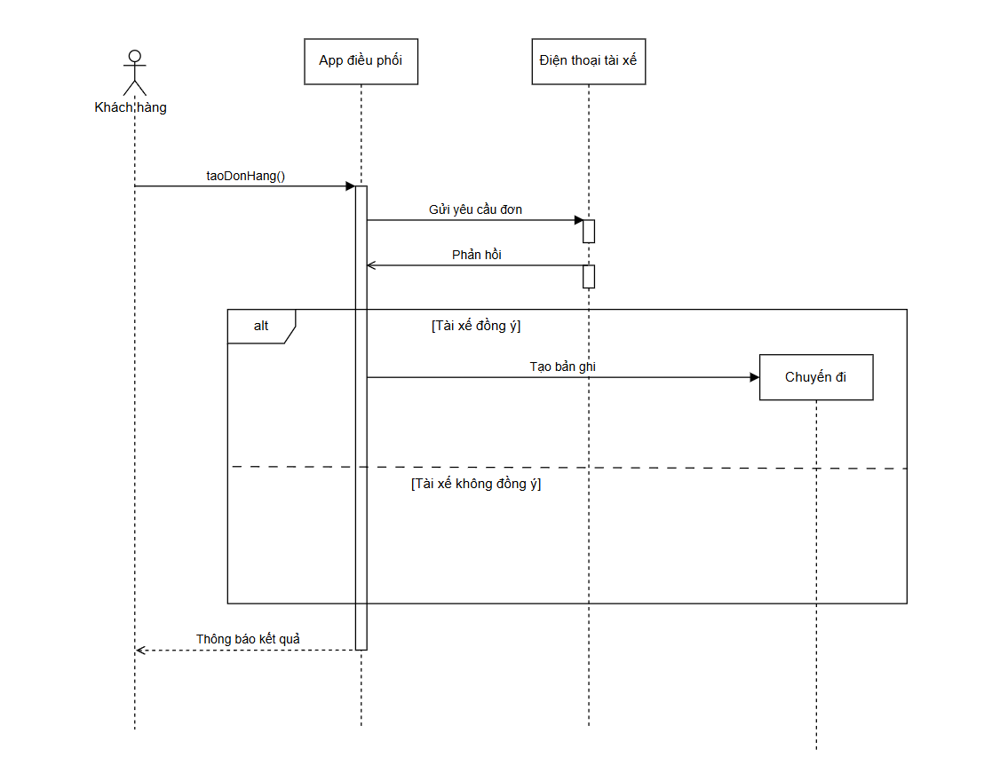 App điều phối
Điện thoại tài xế
Khách hàng
taoDonHang()
Gửi yêu cầu đơn
Phản hồi
alt
[Tài xế đồng ý]
Tạo bản ghi
Chuyến đi
[Tài xế không đồng ý]
Thông báo kết quả